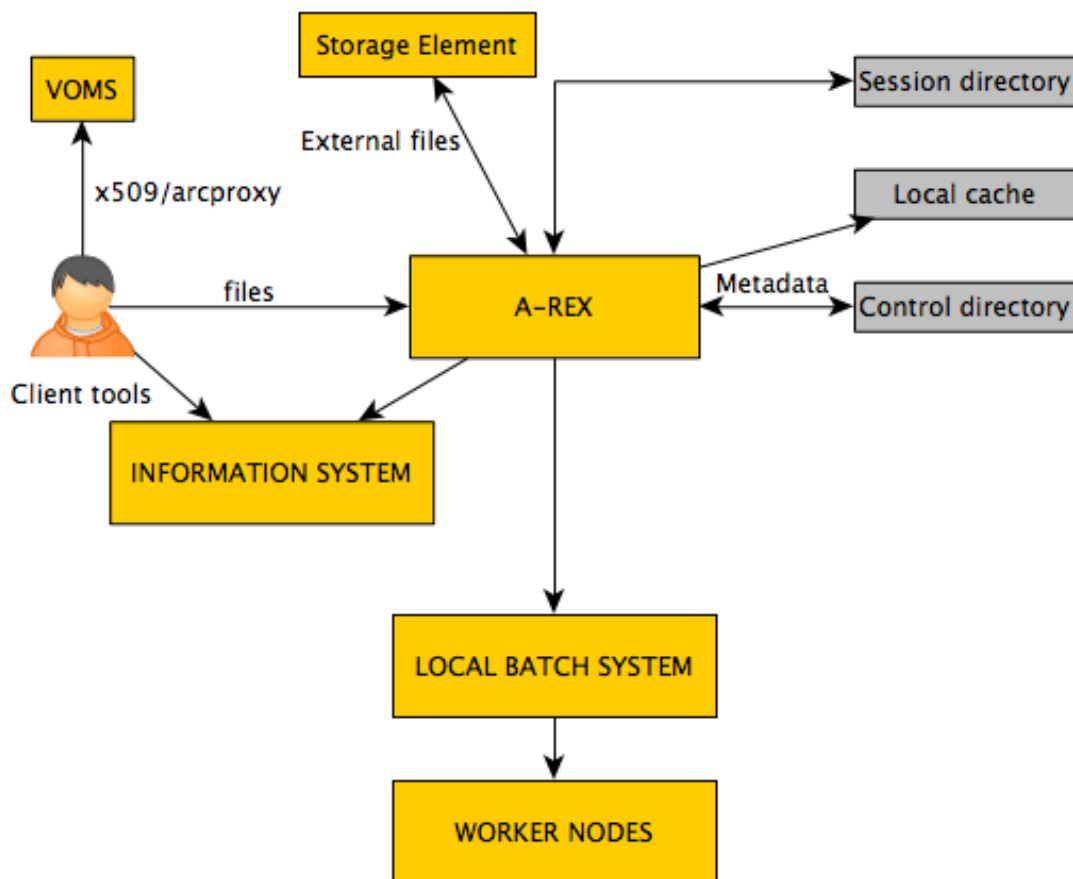 Storage Element
VOMS
Session directory
External files
x509/arcproxy
Local cache
files
Metadata
A-REX
Control directory
Client tools
INFORMATION SYSTEM
LOCAL BATCH SYSTEM
WORKER NODES